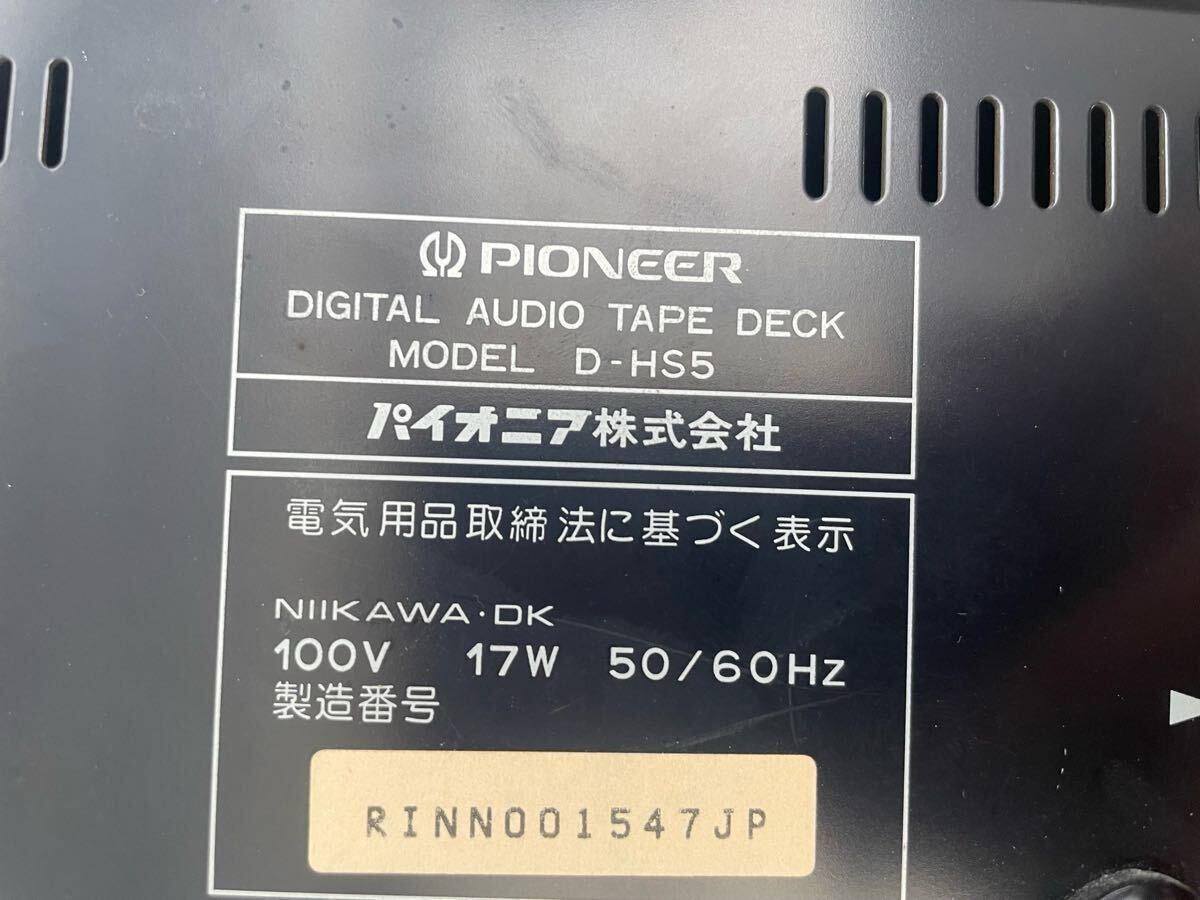 PIONEER
DIGITAL AUDIO TAPE DECK
MODEL D-HS5
パイオニア株式会社
電気用品取締法に基づく表示
NIIKAWA・DK
100V 17W 50/60Hz
製造番号
RINN001547JP